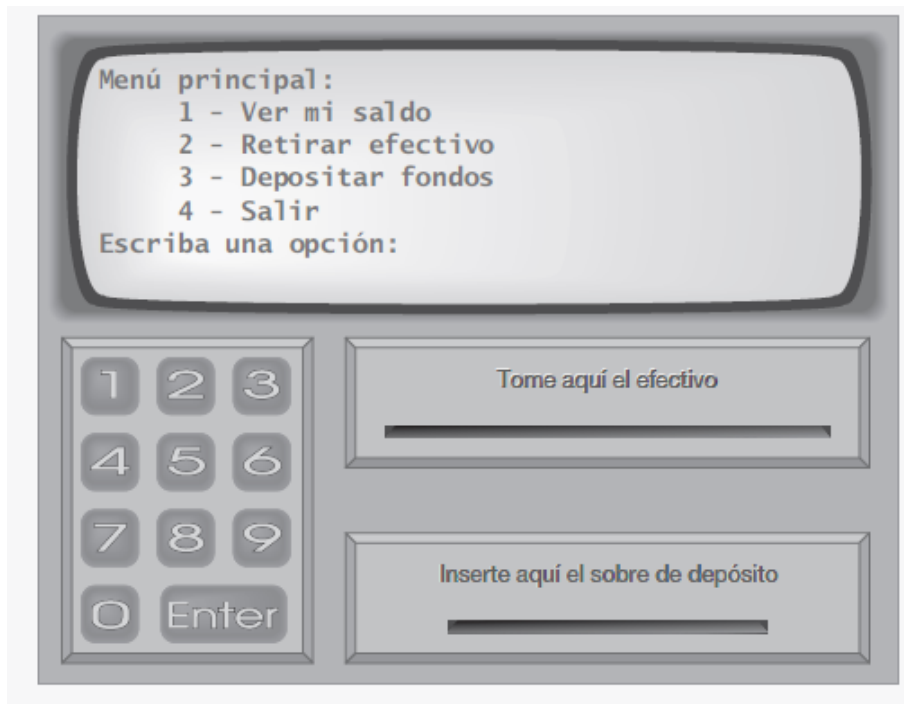 Menú principal:
1 - Ver mi saldo
2 - Retirar efectivo
3 - Depositar fondos
4 - Salir
Escriba una opción:
1 2 3
4 5 6
7 8 9
0 Enter
Tome aquí el efectivo
Inserte aquí el sobre de depósito